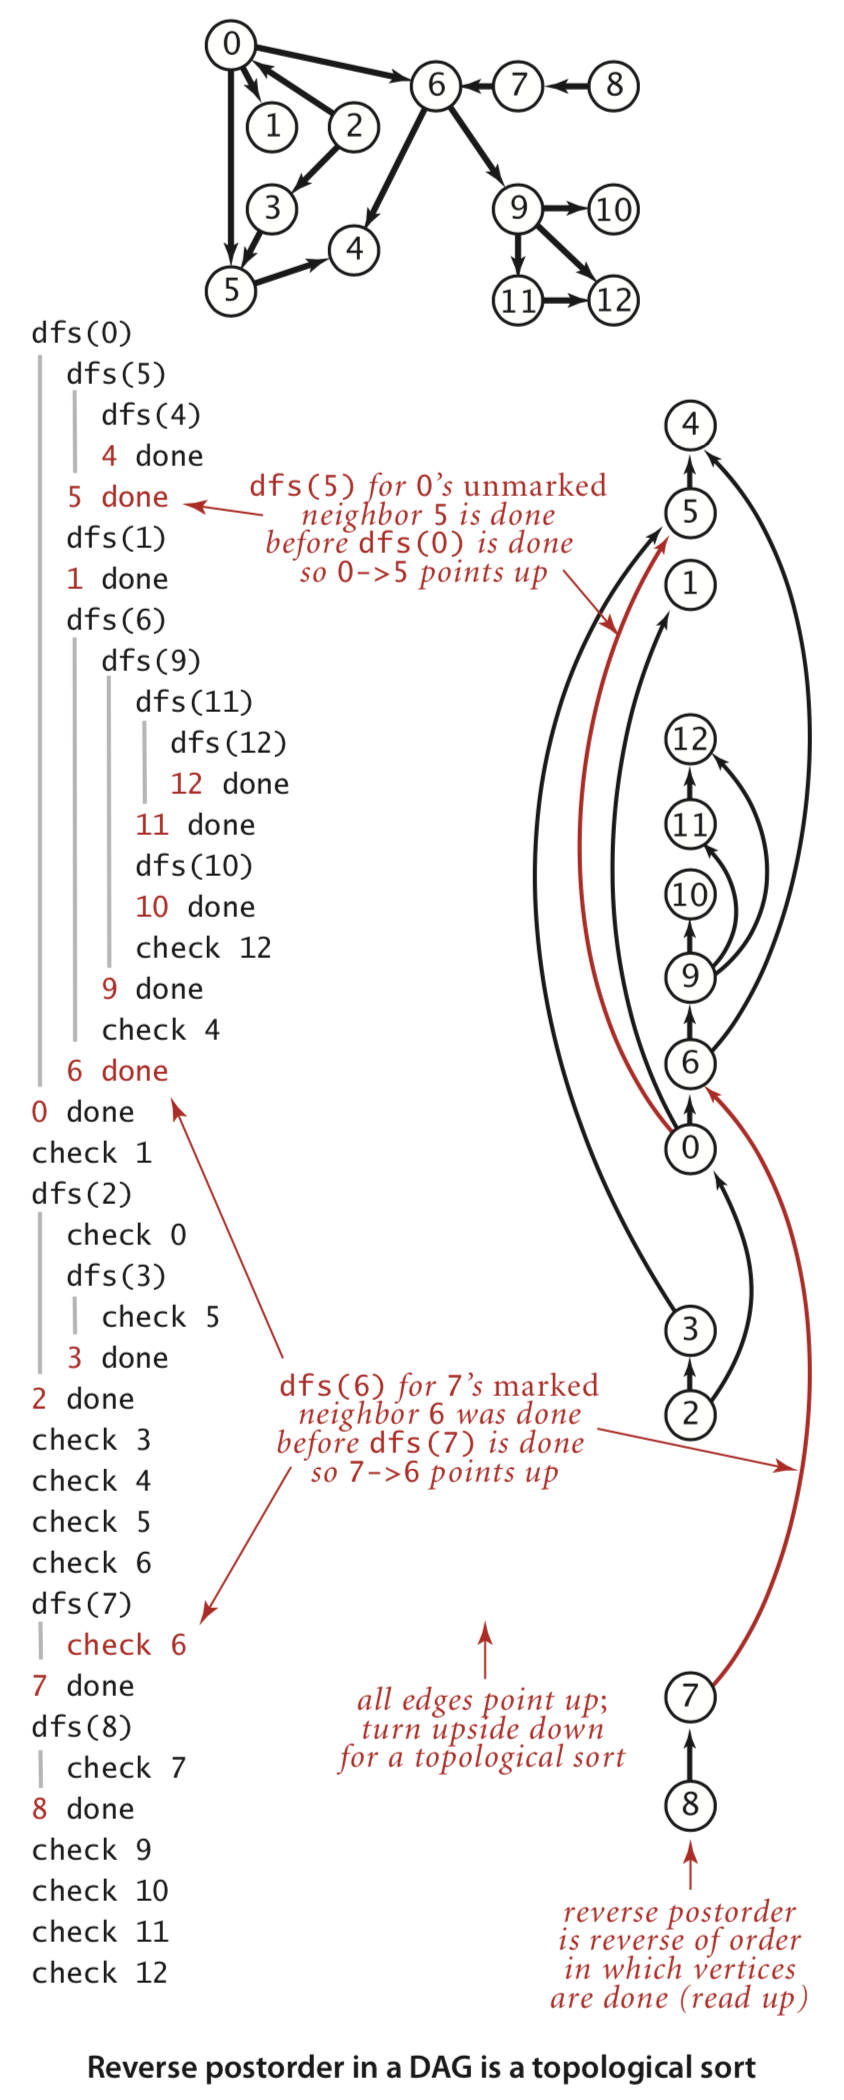 0
6
7
8
1
2
3
9
10
4
5
11
12
dfs(0)
dfs(5)
dfs(4)
4 done
5 done
dfs(1)
1 done
dfs(6)
dfs(9)
dfs(11)
dfs(12)
12 done
11 done
dfs(10)
10 done
check 12
9 done
check 4
6 done
0 done
check 1
dfs(2)
check 0
dfs(3)
check 5
3 done
2 done
check 3
check 4
check 5
check 6
dfs(7)
check 6
7 done
dfs(8)
check 7
8 done
check 9
check 10
check 11
check 12
dfs(5) for 0's unmarked
neighbor 5 is done
before dfs(0) is done
so 0->5 points up
dfs(6) for 7's marked
neighbor 6 was done
before dfs(7) is done
so 7->6 points up
all edges point up;
turn upside down
for a topological sort
4
5
1
12
11
10
9
6
0
3
2
7
8
reverse postorder
is reverse of order
in which vertices
are done (read up)
Reverse postorder in a DAG is a topological sort